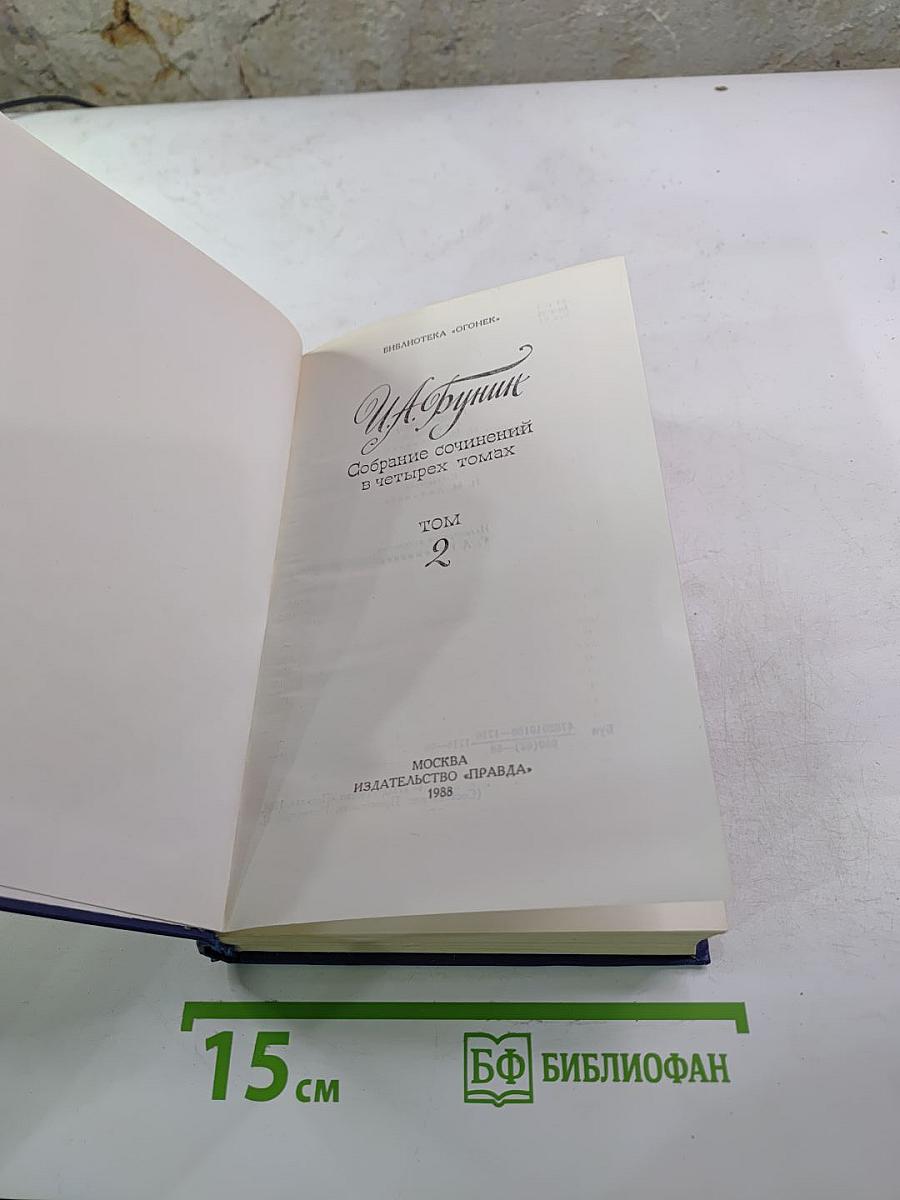 БИБЛИОТЕКА «ОГОНЕК»
И.А. Бунин
Собрание сочинений
в четырех томах
ТОМ
2
МОСКВА
ИЗДАТЕЛЬСТВО «ПРАВДА»
1988
15 см
БФ БИБЛИОФАН